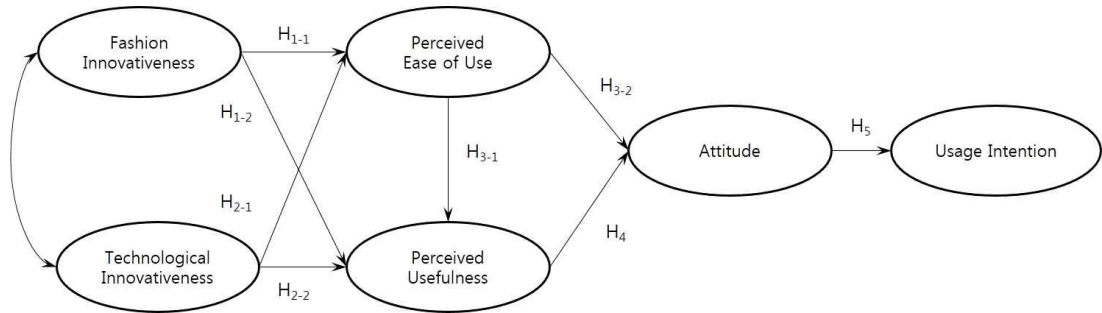 Fashion
Innovativeness
H1-1
Perceived
Ease of Use
H1-2
H3-2
H3-1
Attitude
H5
Usage Intention
H2-1
H4
Technological
Innovativeness
H2-2
Perceived
Usefulness